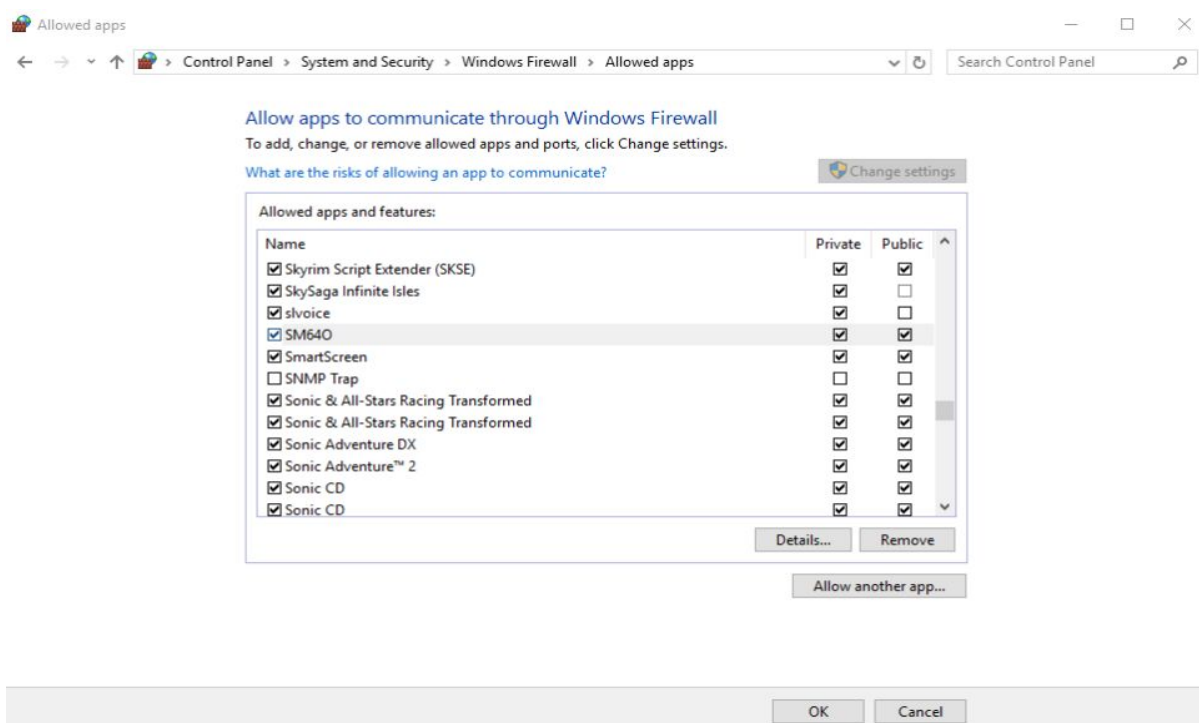 Allowed apps
Control Panel > System and Security > Windows Firewall > Allowed apps
Search Control Panel
Allow apps to communicate through Windows Firewall
To add, change, or remove allowed apps and ports, click Change settings.
What are the risks of allowing an app to communicate?
Change settings
Allowed apps and features:
Name Private Public
Skyrim Script Extender (SKSE)
SkySaga Infinite Isles
slvoice
SM64O
SmartScreen
SNMP Trap
Sonic & All-Stars Racing Transformed
Sonic & All-Stars Racing Transformed
Sonic Adventure DX
Sonic Adventure™ 2
Sonic CD
Sonic CD
Details... Remove
Allow another app...
OK Cancel